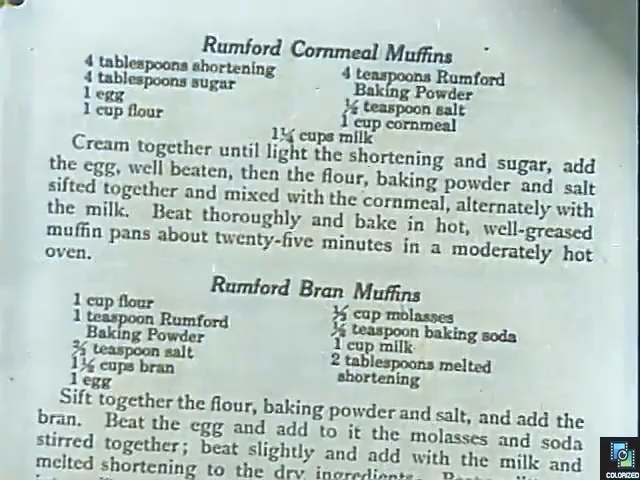 Rumford Cornmeal Muffins
4 tablespoons shortening
4 tablespoons sugar
1 egg
1 cup flour
4 teaspoons Rumford
Baking Powder
½ teaspoon salt
1 cup cornmeal
1¼ cups milk
Cream together until light the shortening and sugar, add
the egg, well beaten, then the flour, baking powder and salt
sifted together and mixed with the cornmeal, alternately with
the milk. Beat thoroughly and bake in hot, well-greased
muffin pans about twenty-five minutes in a moderately hot
oven.
Rumford Bran Muffins
1 cup flour
1 teaspoon Rumford
Baking Powder
teaspoon salt
1½ cups bran
1 egg
cup molasses
½ teaspoon baking soda
1 cup milk
2 tablespoons melted
shortening
Sift together the flour, baking powder and salt, and add the
bran. Beat the egg and add to it the molasses and soda
stirred together; beat slightly and add with the milk and
melted shortening to the dry ingredients.
COLORIZED